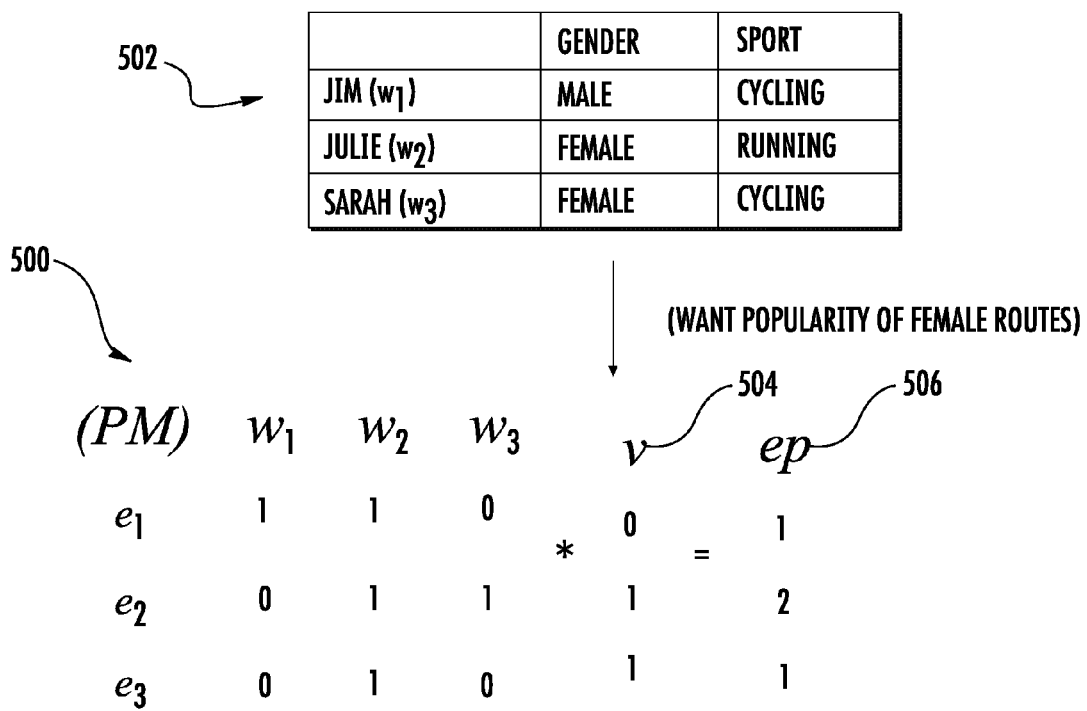 GENDER SPORT
502
JIM (w1) MALE CYCLING
JULIE (w2) FEMALE RUNNING
SARAH (w3) FEMALE CYCLING
500
(WANT POPULARITY OF FEMALE ROUTES)
504 506
(PM) w1 w2 w3 v ep
e1 1 1 0 0 1
* =
e2 0 1 1 1 2
e3 0 1 0 1 1